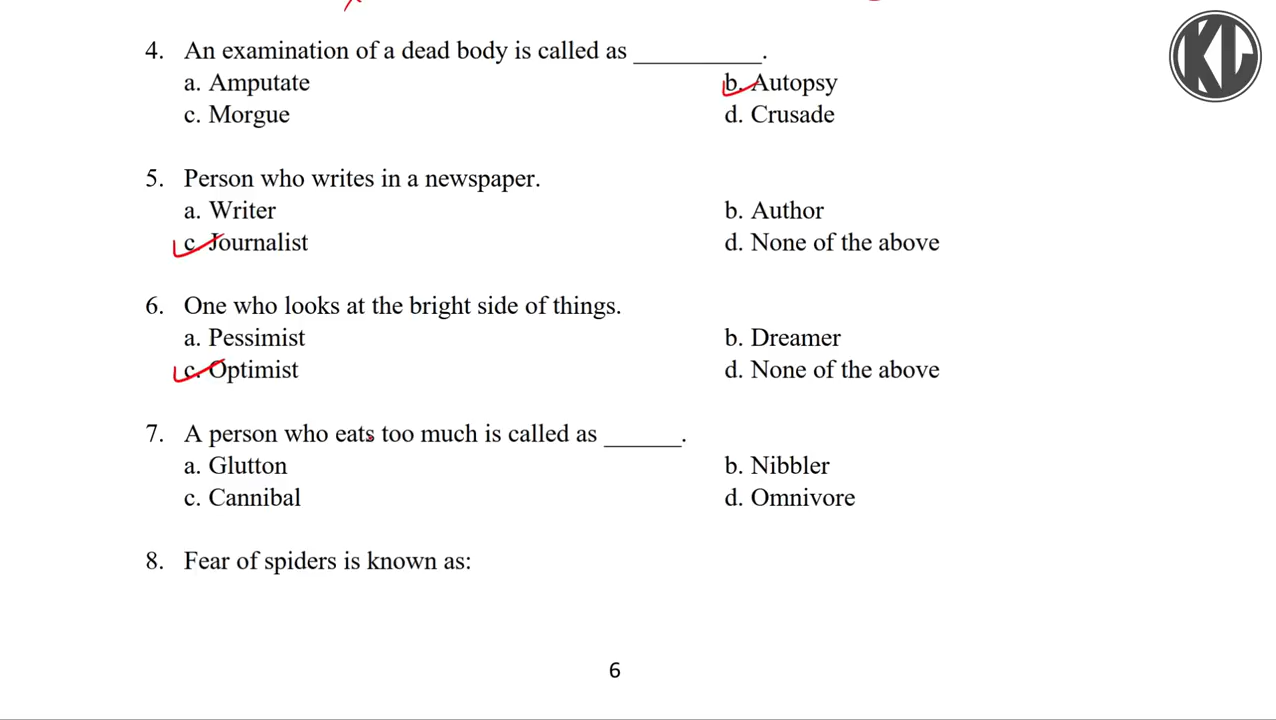 KL
4. An examination of a dead body is called as __________.
a. Amputate b. Autopsy
c. Morgue d. Crusade
5. Person who writes in a newspaper.
a. Writer b. Author
c. Journalist d. None of the above
6. One who looks at the bright side of things.
a. Pessimist b. Dreamer
c. Optimist d. None of the above
7. A person who eats too much is called as ______.
a. Glutton b. Nibbler
c. Cannibal d. Omnivore
8. Fear of spiders is known as:
6